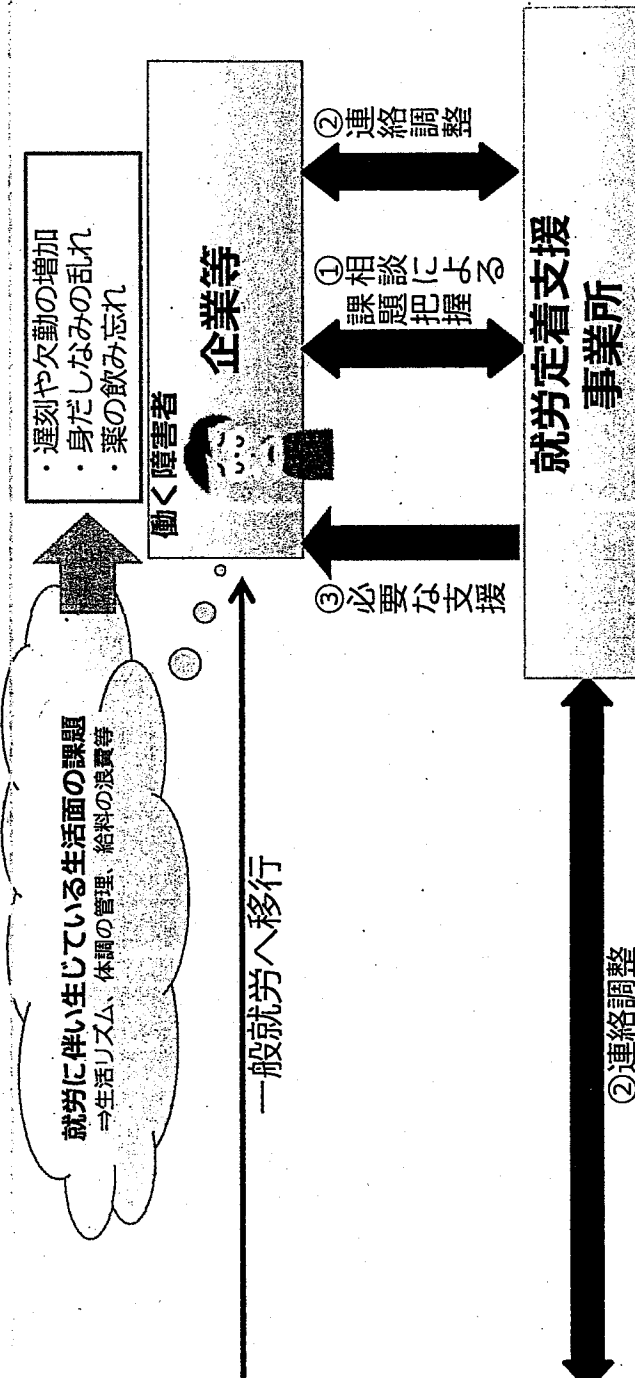 就労に伴い生じている生活面の課題
⇒生活リズム、体調の管理、給料の浪費等
・遅刻や欠勤の増加
・身だしなみの乱れ
・薬の飲み忘れ
働く障害者
企業等
一般就労へ移行
③必要な支援
①相談による
課題把握
②連絡調整
就労定着支援
事業所
②連絡調整